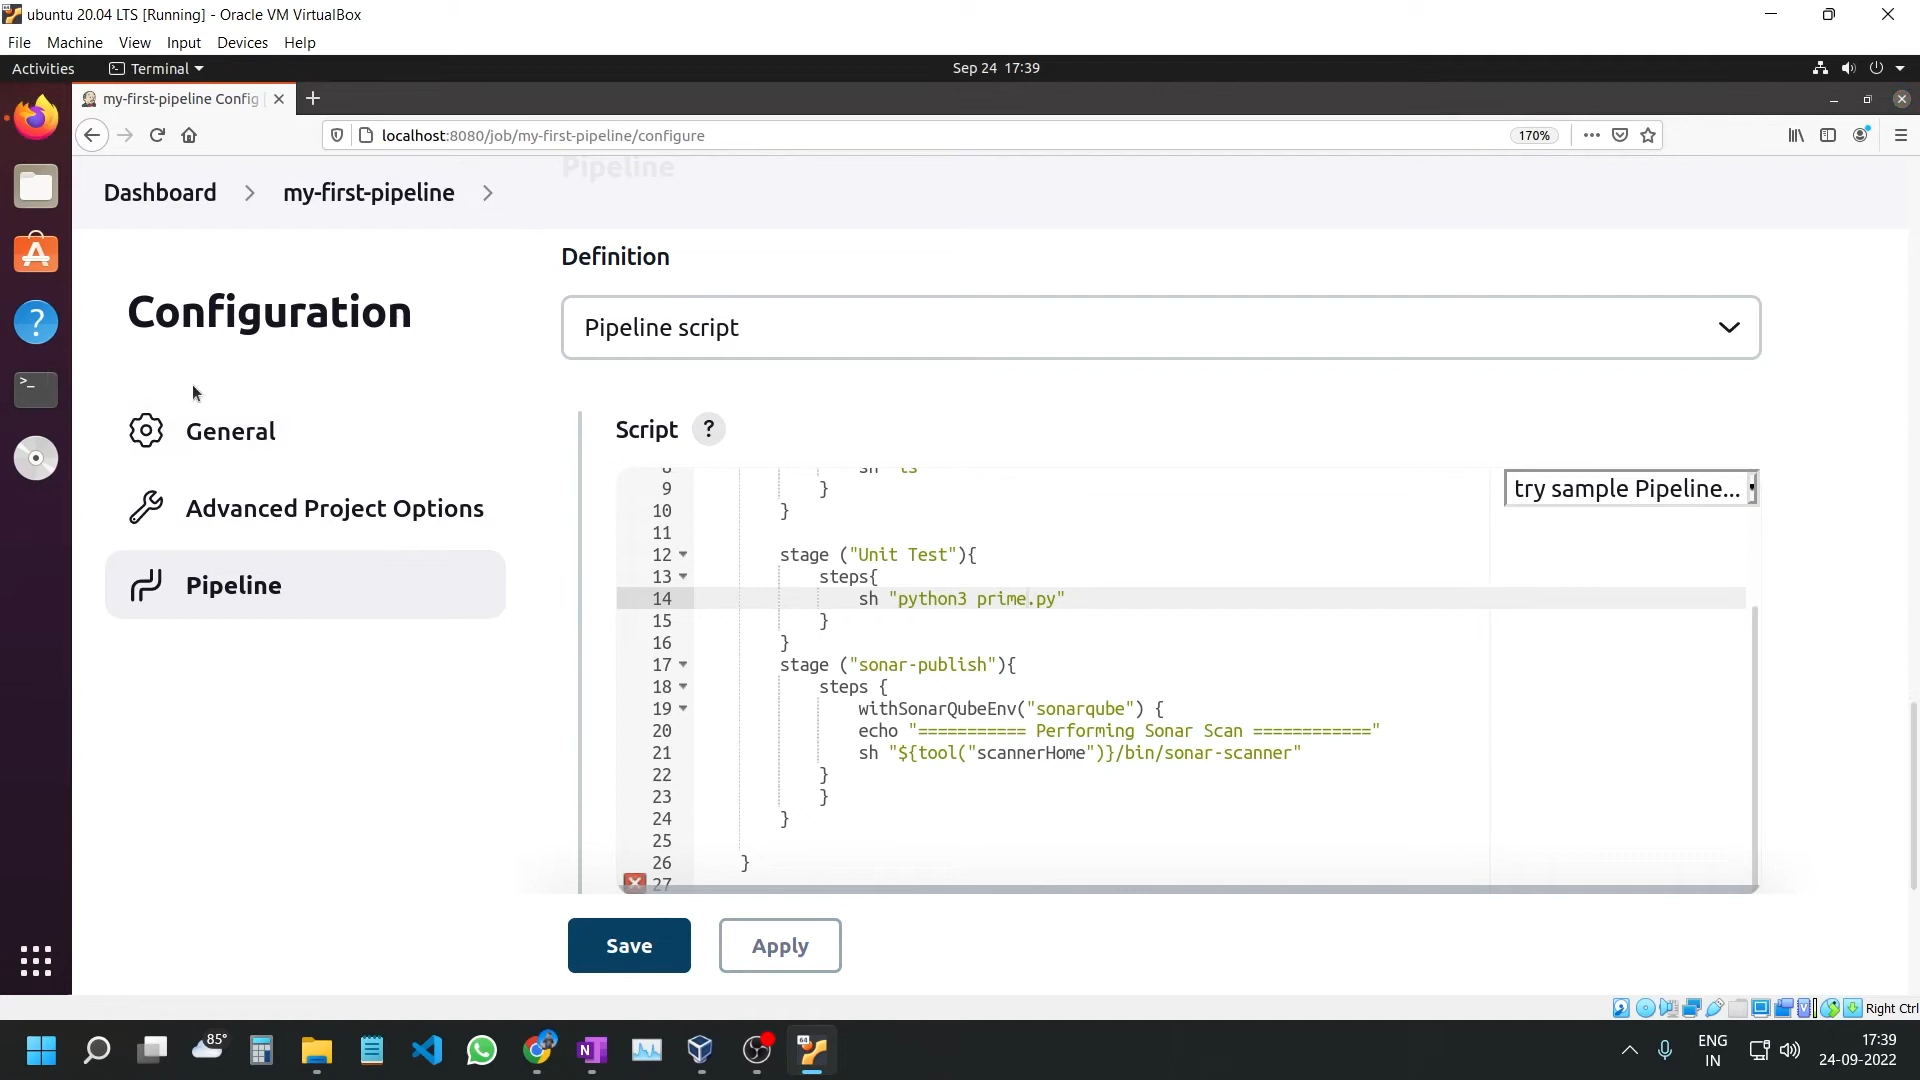 ubuntu 20.04 LTS [Running] - Oracle VM VirtualBox
File Machine View Input Devices Help
Activities Terminal Sep 24 17:39
my-first-pipeline Config
localhost:8080/job/my-first-pipeline/configure 170%
Pipeline
Dashboard > my-first-pipeline >
Definition
Configuration
Pipeline script
General
Advanced Project Options
Pipeline
Script ?
try sample Pipeline...
8 sh "ls"
9 }
10 }
11
12 stage ("Unit Test"){
13 steps{
14 sh "python3 prime.py"
15 }
16 }
17 stage ("sonar-publish"){
18 steps {
19 withSonarQubeEnv("sonarqube") {
20 echo "=========== Performing Sonar Scan ============"
21 sh "${tool("scannerHome")}/bin/sonar-scanner"
22 }
23 }
24 }
25
26 }
27
Save Apply
Right Ctrl
85°
ENG
IN
17:39
24-09-2022